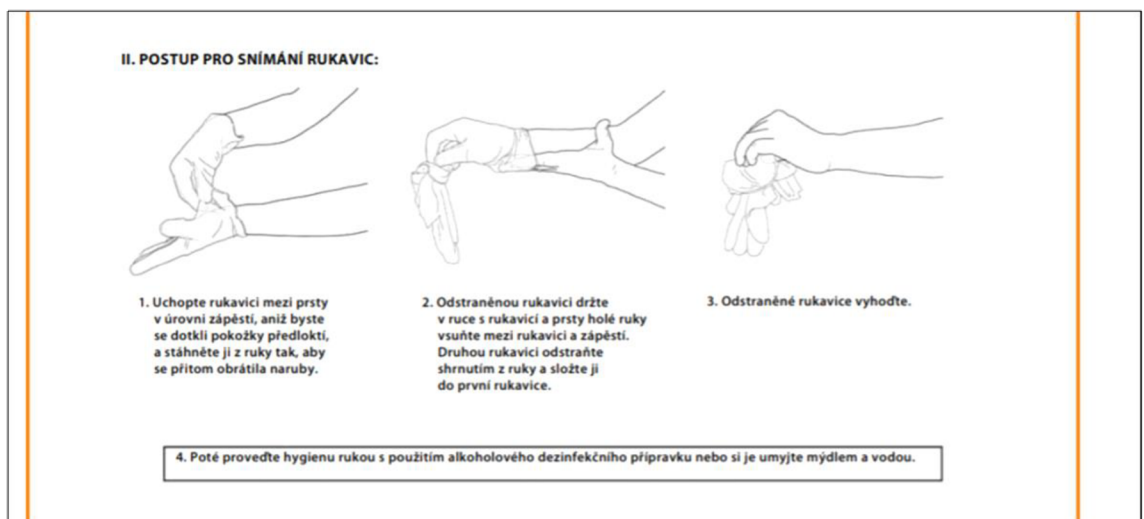 II. POSTUP PRO SNÍMÁNÍ RUKAVIC:
1. Uchopte rukavici mezi prsty
v úrovni zápěstí, aniž byste
se dotkli pokožky předloktí,
a stáhněte ji z ruky tak, aby
se přitom obrátila naruby.
2. Odstraněnou rukavici držte
v ruce s rukavicí a prsty holé ruky
vsuňte mezi rukavici a zápěstí.
Druhou rukavici odstraňte
shrnutím z ruky a složte ji
do první rukavice.
3. Odstraněné rukavice vyhoďte.
4. Poté proveďte hygienu rukou s použitím alkoholového dezinfekčního přípravku nebo si je umyjte mýdlem a vodou.